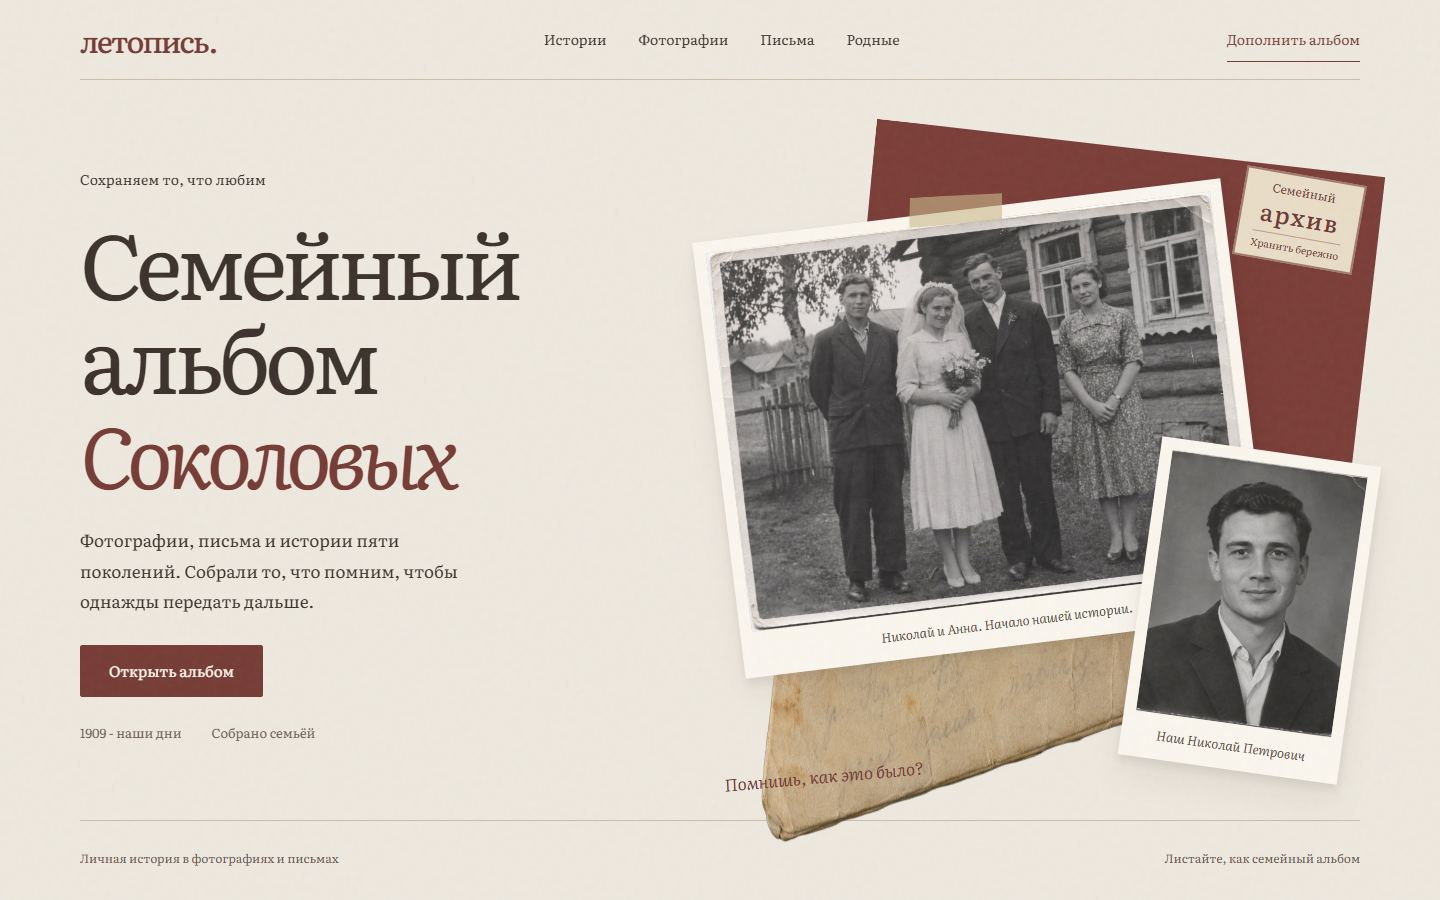 летопись.
Истории
Фотографии
Письма
Родные
Дополнить альбом
Сохраняем то, что любим
Семейный
альбом
Соколовых
Фотографии, письма и истории пяти
поколений. Собрали то, что помним, чтобы
однажды передать дальше.
Открыть альбом
1909 - наши дни
Собрано семьёй
Семейный
архив
Хранить бережно
Николай и Анна. Начало нашей истории.
Наш Николай Петрович
Помнишь, как это было?
Личная история в фотографиях и письмах
Листайте, как семейный альбом